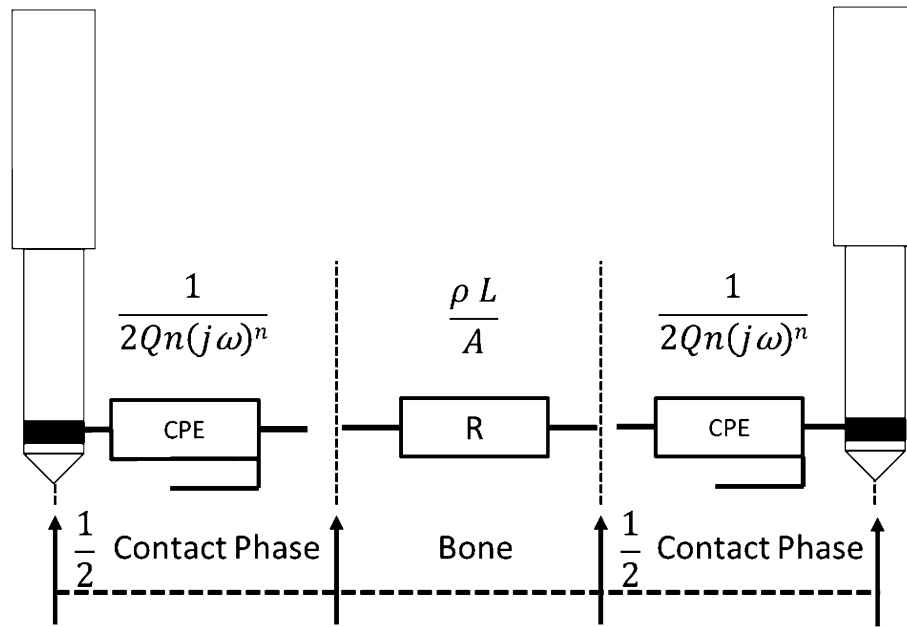 1/2Qn(jω)ⁿ
ρ L/A
1/2Qn(jω)ⁿ
CPE
R
CPE
1/2 Contact Phase
Bone
1/2 Contact Phase